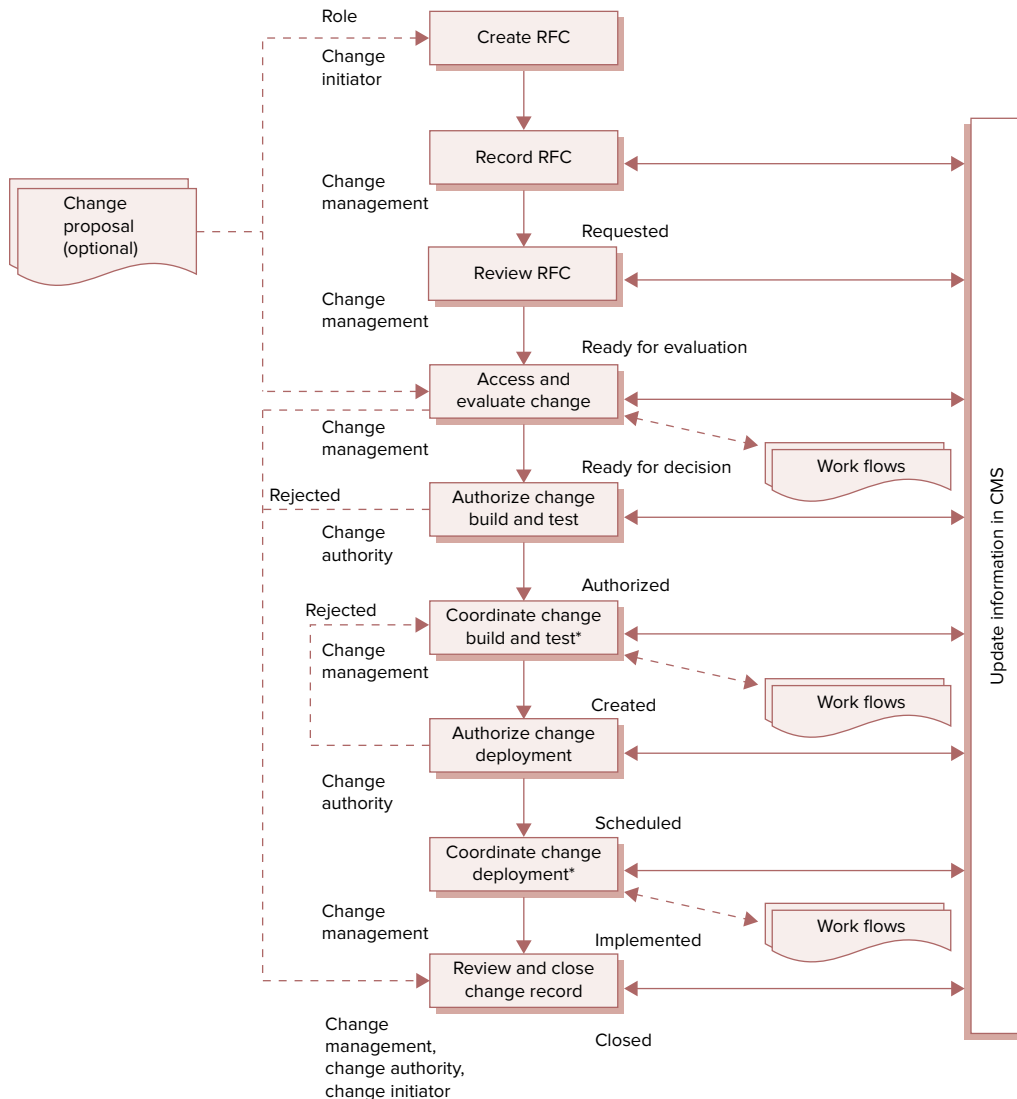 Role
Create RFC
Change
initiator
Record RFC
Change
management
Change
proposal
(optional)
Requested
Review RFC
Change
management
Ready for evaluation
Access and
evaluate change
Change
management
Work flows
Ready for decision
Rejected
Authorize change
build and test
Change
authority
Authorized
Rejected
Coordinate change
build and test*
Change
management
Work flows
Created
Authorize change
deployment
Change
authority
Scheduled
Coordinate change
deployment*
Change
management
Work flows
Implemented
Review and close
change record
Change
management,
change authority,
change initiator
Closed
Update information in CMS